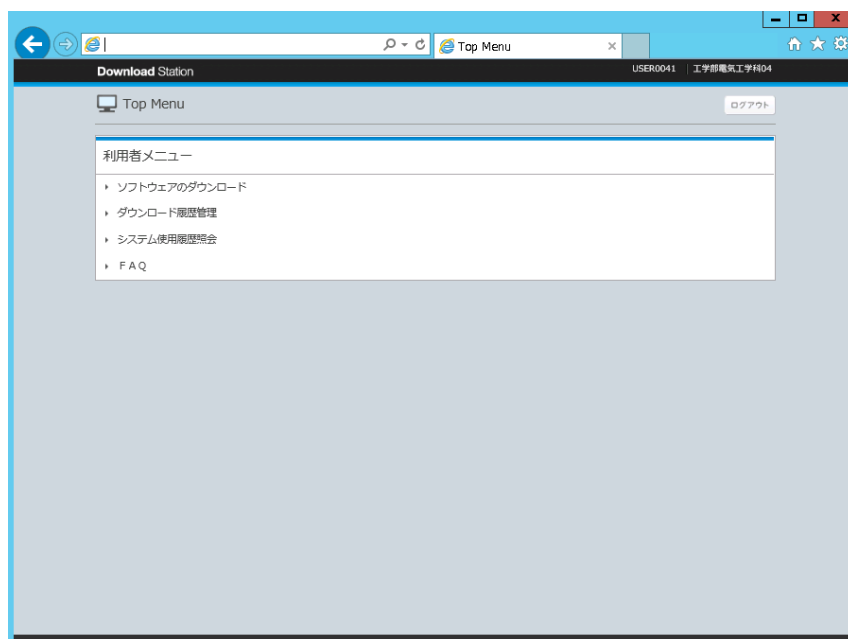 Top Menu
Download Station
USER0041 | 工学部電気工学科04
Top Menu
ログアウト
利用者メニュー
ソフトウェアのダウンロード
ダウンロード履歴管理
システム使用履歴照会
ＦＡＱ